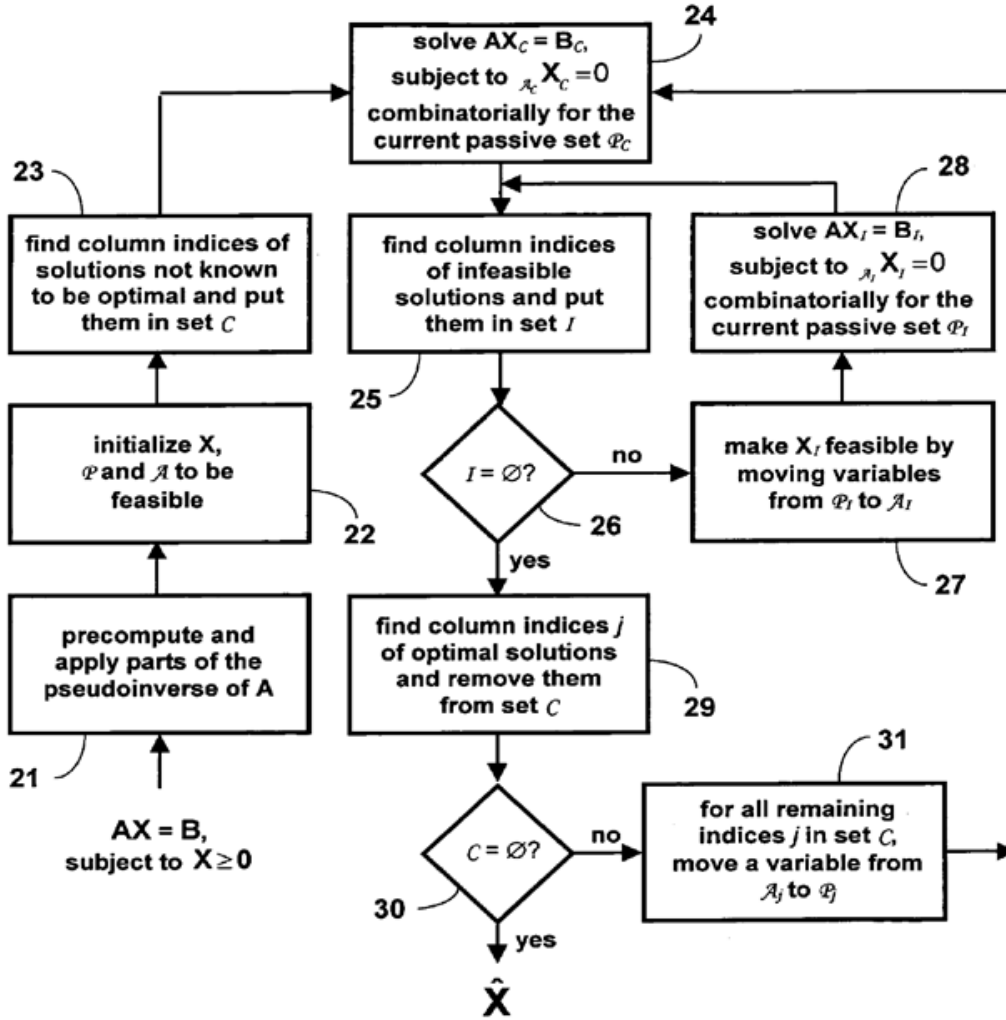 24
solve AX_C = B_C,
subject to 𝒜_C X_C = 0
combinatorially for the
current passive set 𝒫_C
23
find column indices of
solutions not known
to be optimal and put
them in set C
find column indices
of infeasible
solutions and put
them in set I
25
28
solve AX_I = B_I,
subject to 𝒜_I X_I = 0
combinatorially for the
current passive set 𝒫_I
initialize X,
𝒫 and 𝒜 to be
feasible
22
I = ∅?
26
no
yes
make X_I feasible by
moving variables
from 𝒫_I to 𝒜_I
27
precompute and
apply parts of the
pseudoinverse of A
21
AX = B,
subject to X ≥ 0
find column indices j
of optimal solutions
and remove them
from set C
29
C = ∅?
30
no
yes
31
for all remaining
indices j in set C,
move a variable from
𝒜_j to 𝒫_j
X̂